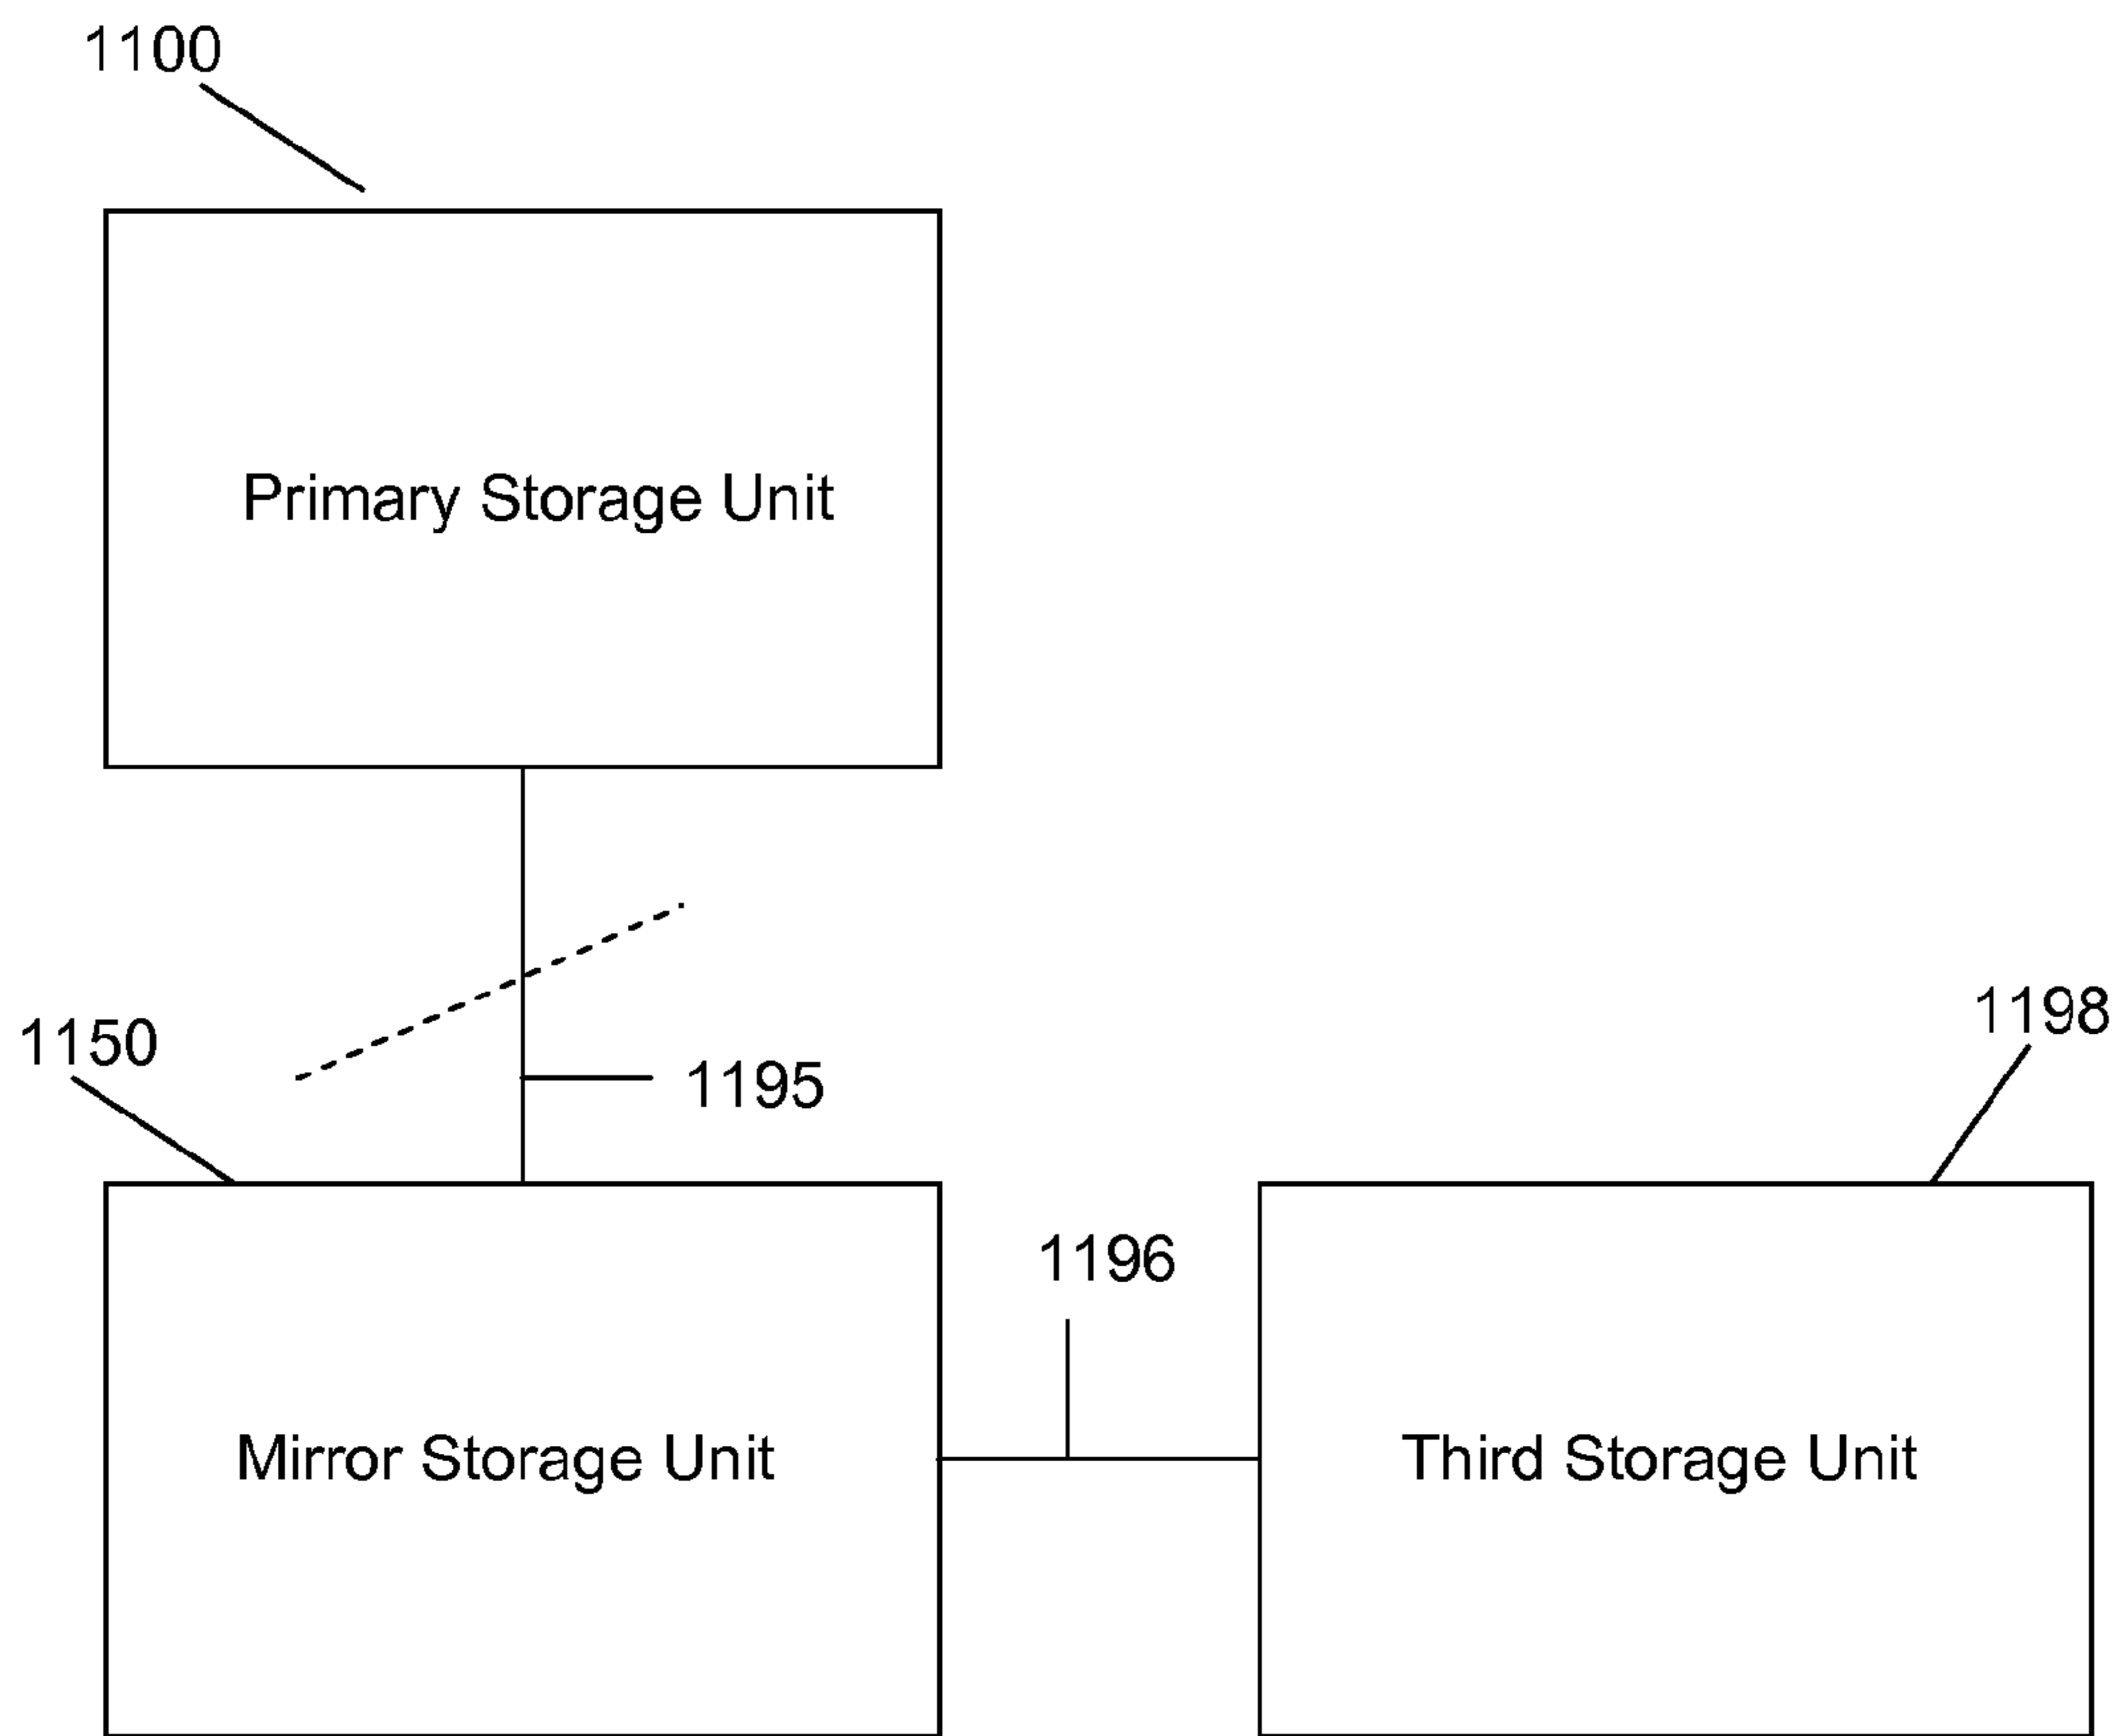 1100
Primary Storage Unit
1150
1195
1198
1196
Mirror Storage Unit
Third Storage Unit